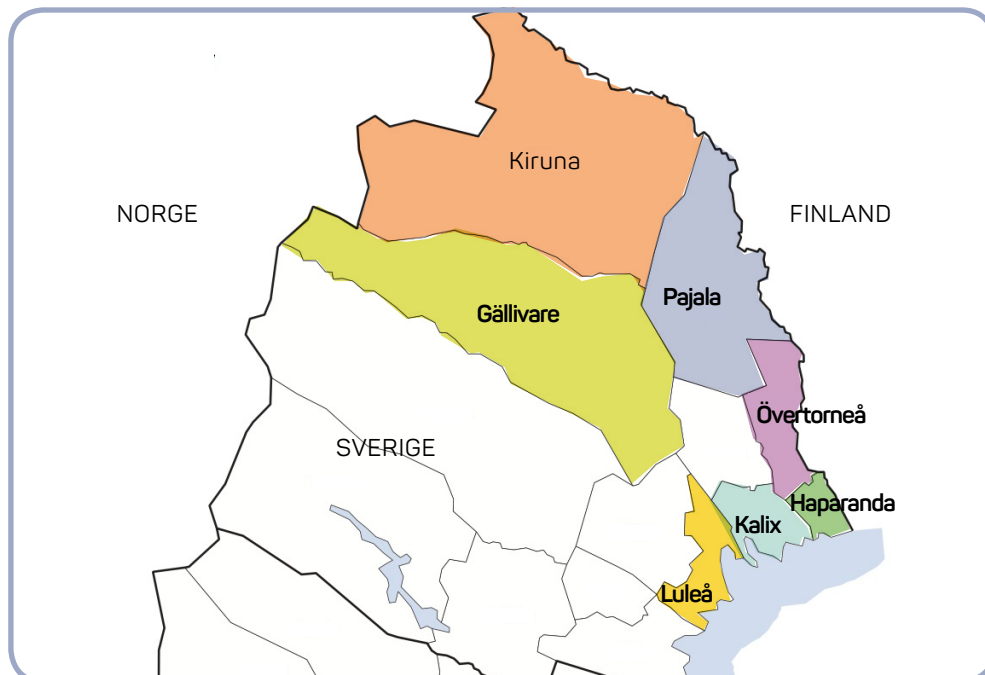 Kiruna
NORGE
FINLAND
Pajala
Gällivare
Övertorneå
SVERIGE
Haparanda
Kalix
Luleå